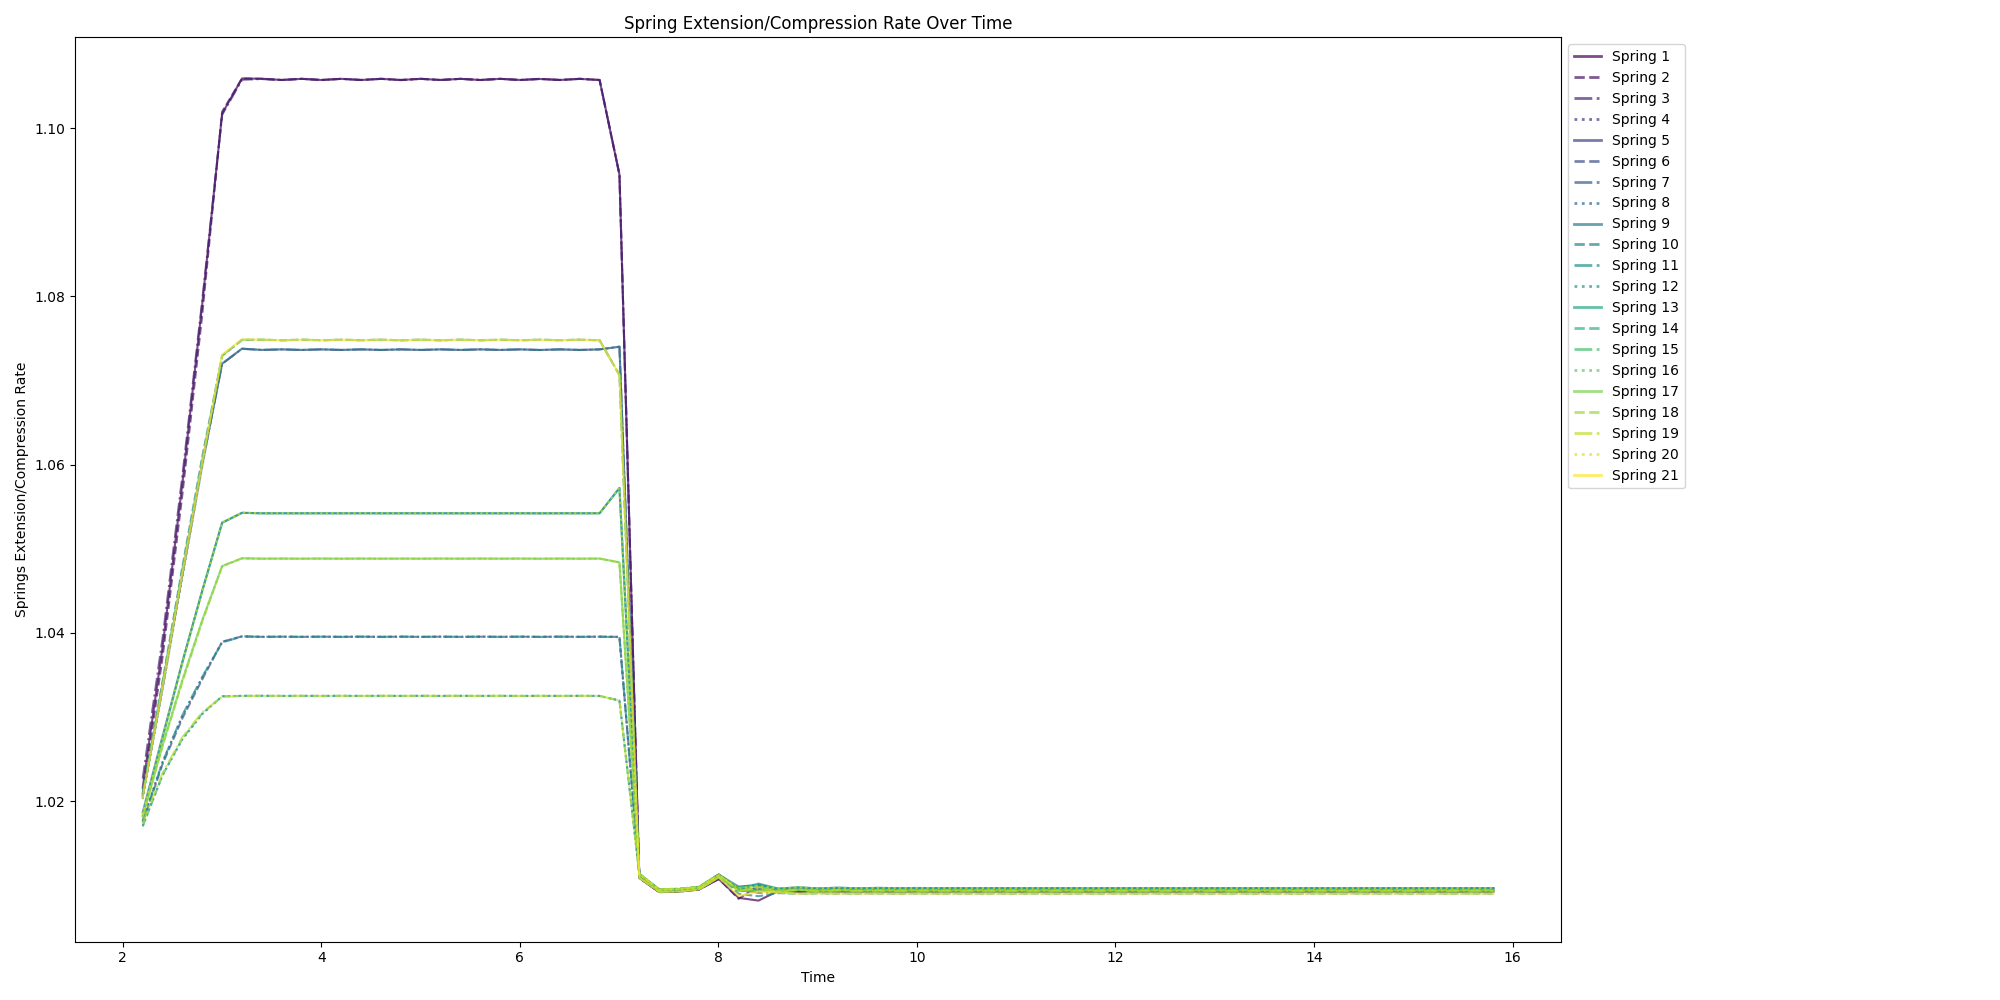 Spring Extension/Compression Rate Over Time
Springs Extension/Compression Rate
1.10
1.08
1.06
1.04
1.02
2
4
6
8
10
12
14
16
Time
Spring 1
Spring 2
Spring 3
Spring 4
Spring 5
Spring 6
Spring 7
Spring 8
Spring 9
Spring 10
Spring 11
Spring 12
Spring 13
Spring 14
Spring 15
Spring 16
Spring 17
Spring 18
Spring 19
Spring 20
Spring 21